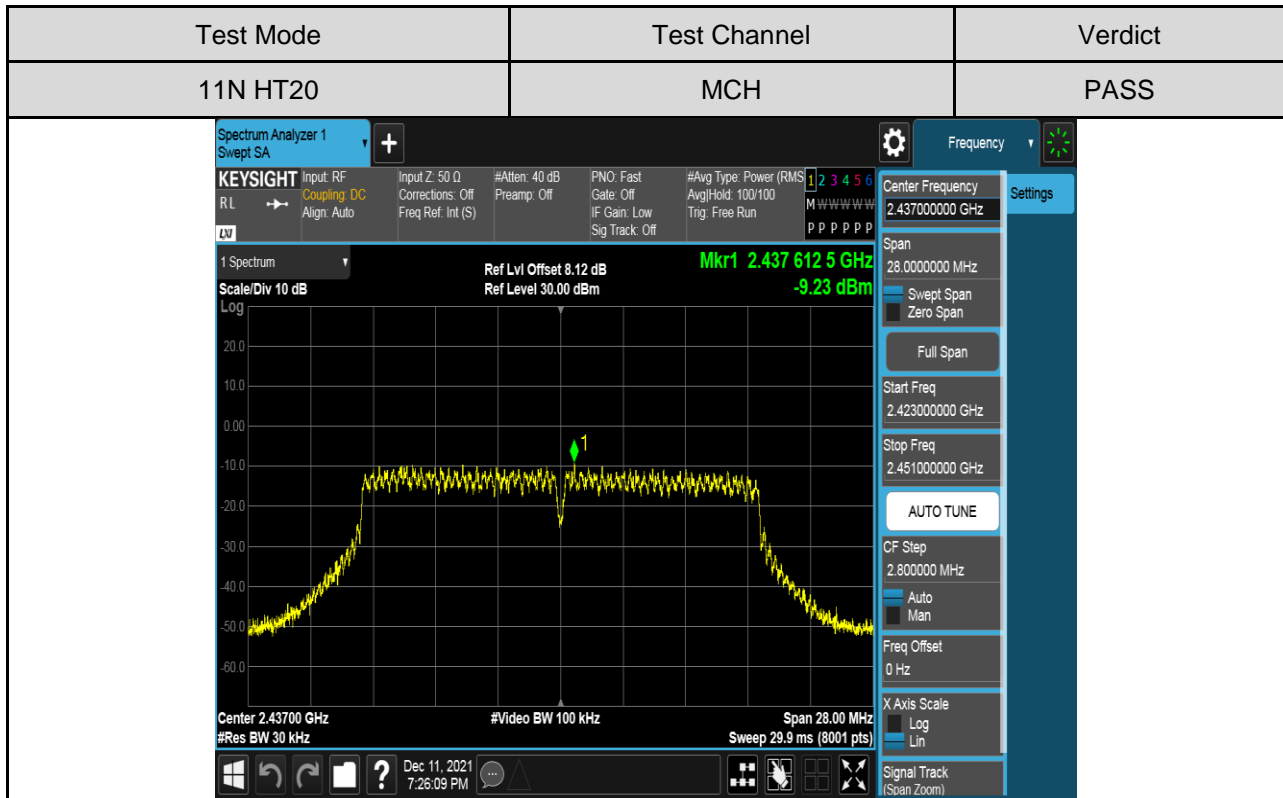 Test Mode Test Channel Verdict
11N HT20 MCH PASS
Spectrum Analyzer 1
Swept SA
+
Frequency
KEYSIGHT Input: RF Input Z: 50 Ω #Atten: 40 dB PNO: Fast #Avg Type: Power (RMS 1 2 3 4 5 6
RL Coupling: DC Corrections: Off Preamp: Off Gate: Off Avg|Hold: 100/100 M W W W W W
Align: Auto Freq Ref: Int (S) IF Gain: Low Trig: Free Run
LXI Sig Track: Off P P P P P P
1 Spectrum Ref Lvl Offset 8.12 dB Mkr1 2.437 612 5 GHz
Scale/Div 10 dB Ref Level 30.00 dBm -9.23 dBm
Log
20.0
10.0
0.00
1
-10.0
-20.0
-30.0
-40.0
-50.0
-60.0
Center 2.43700 GHz #Video BW 100 kHz Span 28.00 MHz
#Res BW 30 kHz Sweep 29.9 ms (8001 pts)
? Dec 11, 2021
7:26:09 PM
Center Frequency
2.437000000 GHz
Settings
Span
28.0000000 MHz
Swept Span
Zero Span
Full Span
Start Freq
2.423000000 GHz
Stop Freq
2.451000000 GHz
AUTO TUNE
CF Step
2.800000 MHz
Auto
Man
Freq Offset
0 Hz
X Axis Scale
Log
Lin
Signal Track
(Span Zoom)